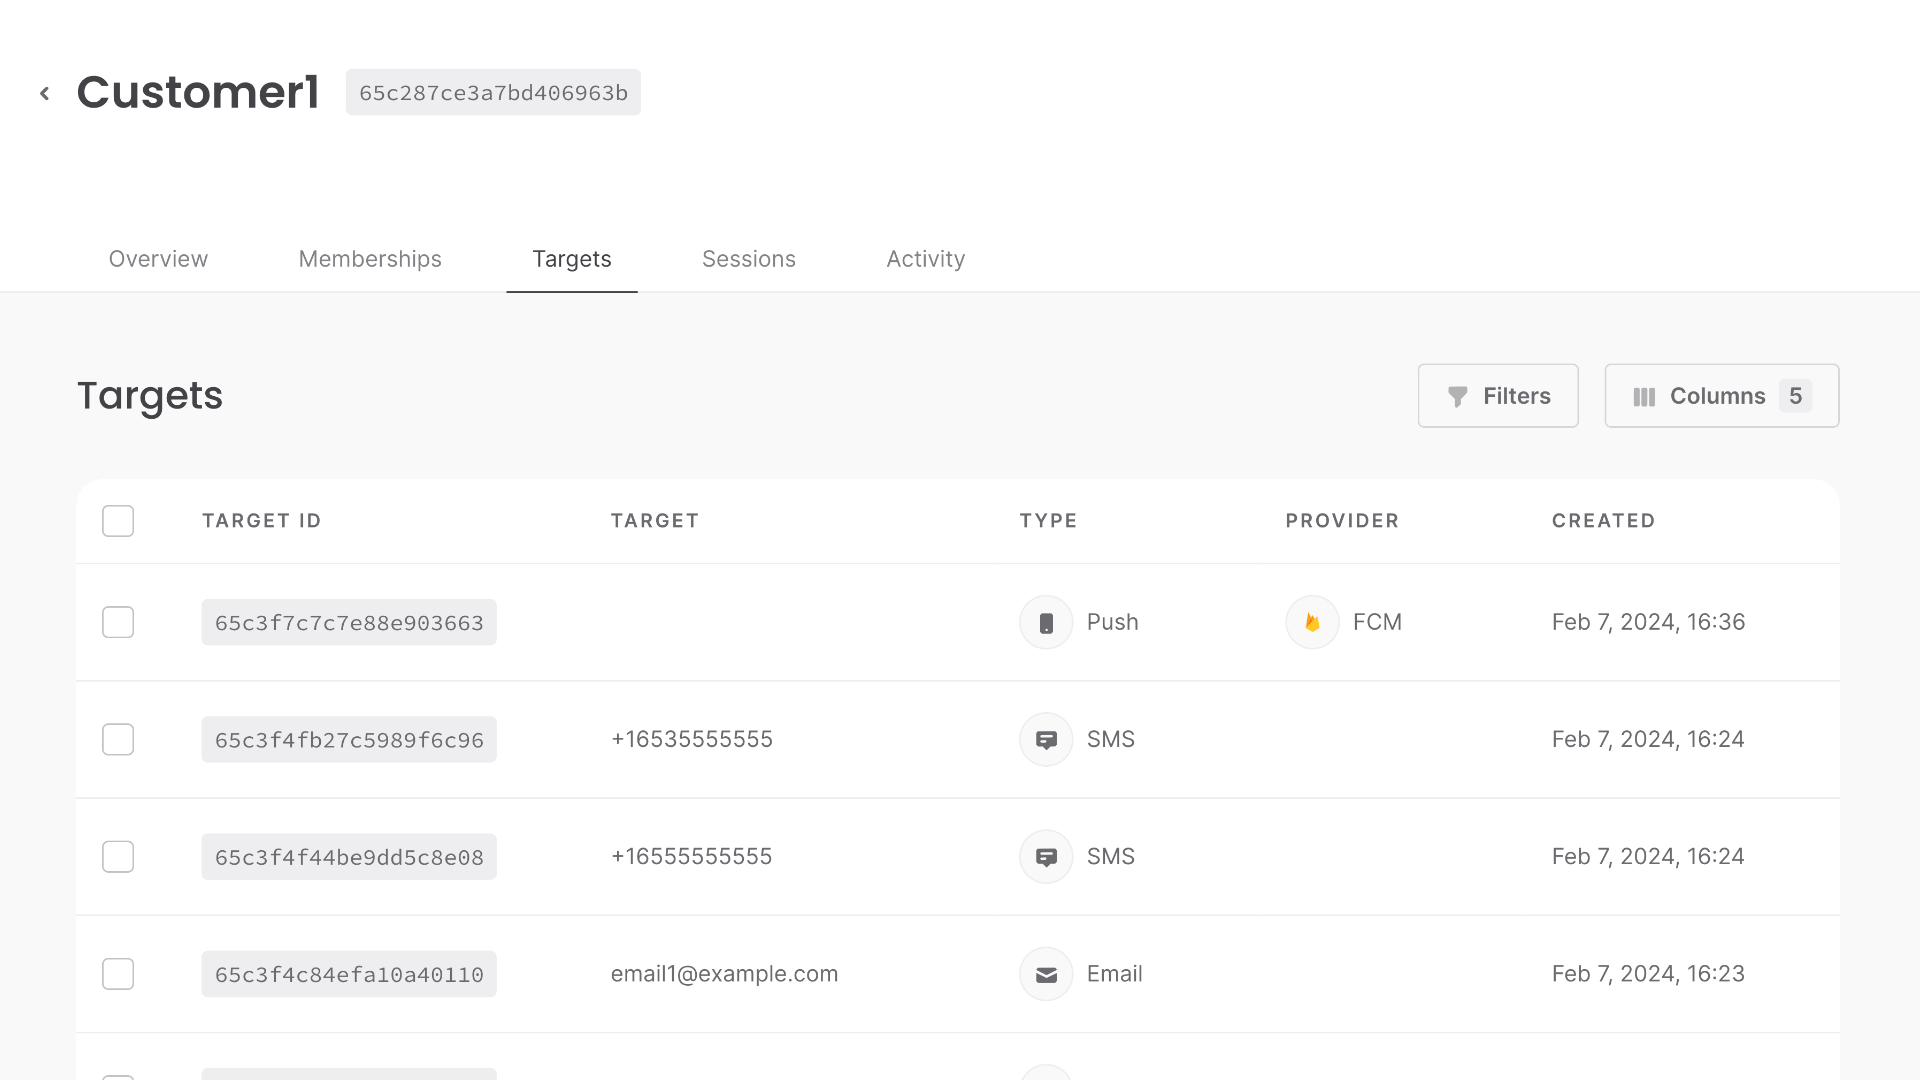 Customer1 65c287ce3a7bd406963b
Overview Memberships Targets Sessions Activity
Targets Filters Columns 5
TARGET ID TARGET TYPE PROVIDER CREATED
65c3f7c7c7e88e903663 Push FCM Feb 7, 2024, 16:36
65c3f4fb27c5989f6c96 +16535555555 SMS Feb 7, 2024, 16:24
65c3f4f44be9dd5c8e08 +16555555555 SMS Feb 7, 2024, 16:24
65c3f4c84efa10a40110 email1@example.com Email Feb 7, 2024, 16:23